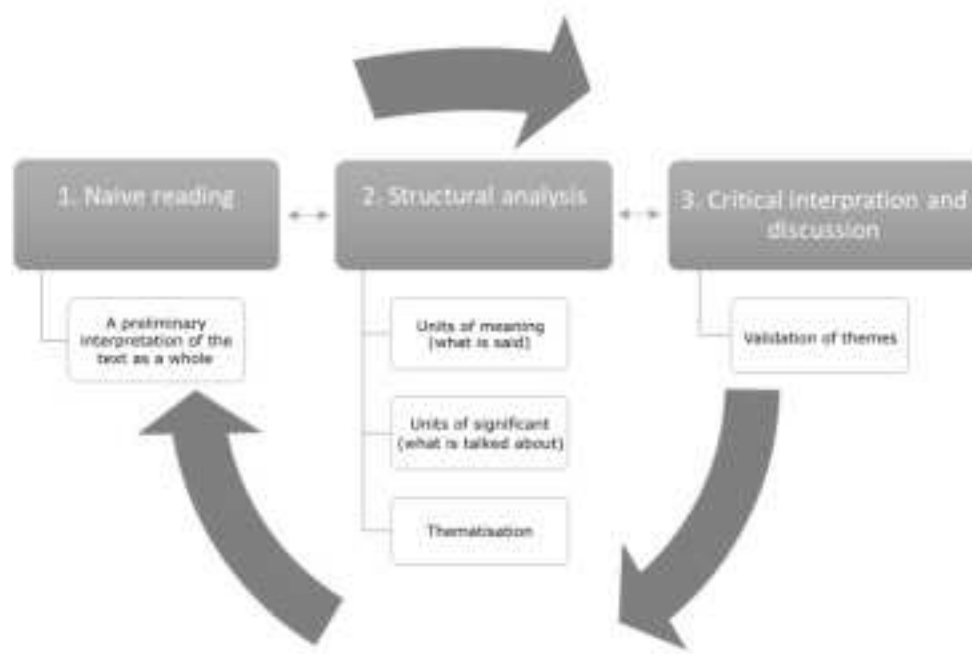 1. Naive reading
2. Structural analysis
3. Critical interpration and
discussion
A preliminary
interpretation of the
text as a whole
Units of meaning
(what is said)
Units of significant
(what is talked about)
Thematisation
Validation of themes